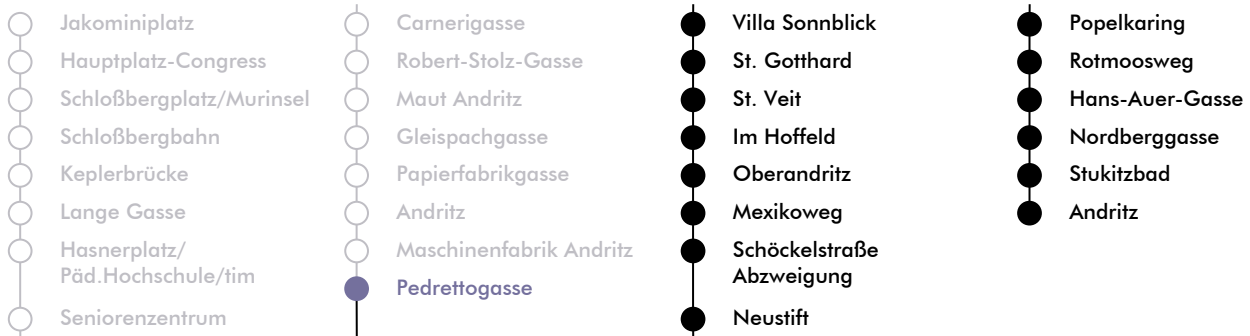 Jakominiplatz
Hauptplatz-Congress
Schloßbergplatz/Murinsel
Schloßbergbahn
Keplerbrücke
Lange Gasse
Hasnerplatz/
Päd.Hochschule/tim
Seniorenzentrum
Carnerigasse
Robert-Stolz-Gasse
Maut Andritz
Gleispachgasse
Papierfabrikgasse
Andritz
Maschinenfabrik Andritz
Pedrettogasse
Villa Sonnblick
St. Gotthard
St. Veit
Im Hoffeld
Oberandritz
Mexikoweg
Schöckelstraße
Abzweigung
Neustift
Popelkaring
Rotmoosweg
Hans-Auer-Gasse
Nordberggasse
Stukitzbad
Andritz